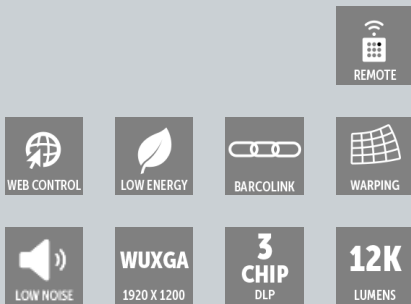 REMOTE
WEB CONTROL
LOW ENERGY
BARCOLINK
WARPING
LOW NOISE
WUXGA
1920 X 1200
3
CHIP
DLP
12K
LUMENS